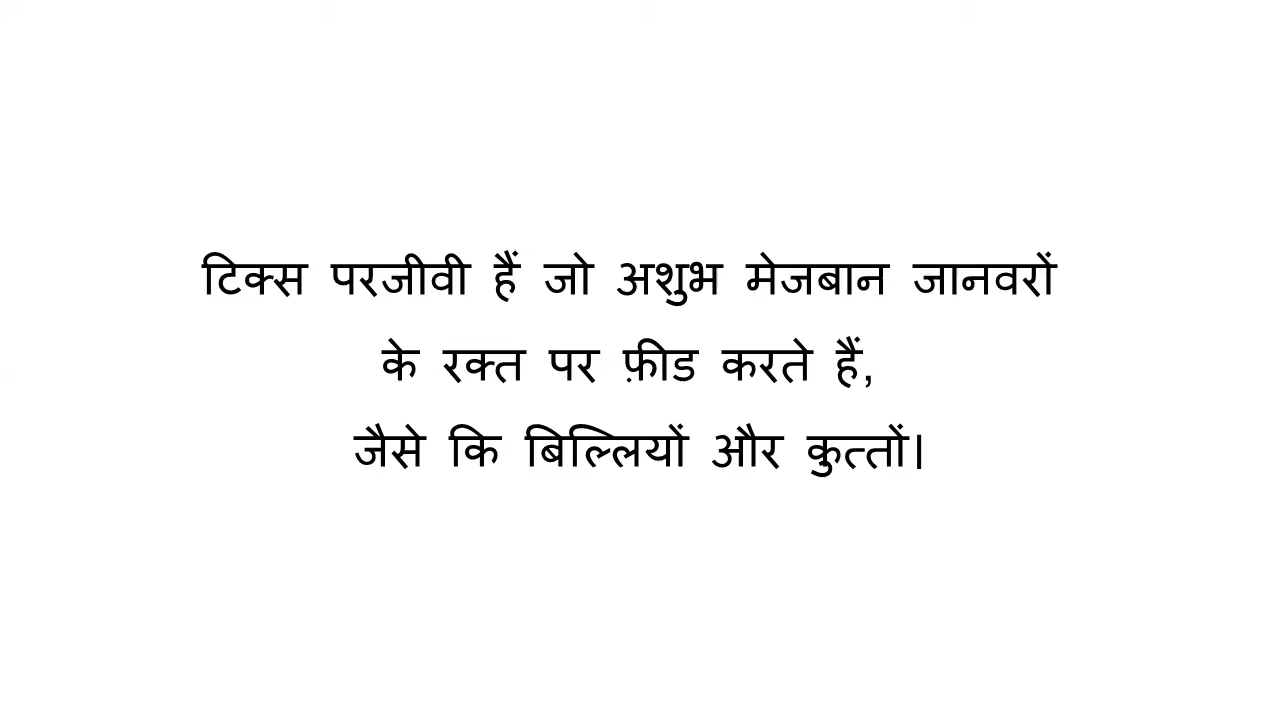 टिक्स परजीवी हैं जो अशुभ मेजबान जानवरों
के रक्त पर फ़ीड करते हैं,
जैसे कि बिल्लियों और कुत्तों।